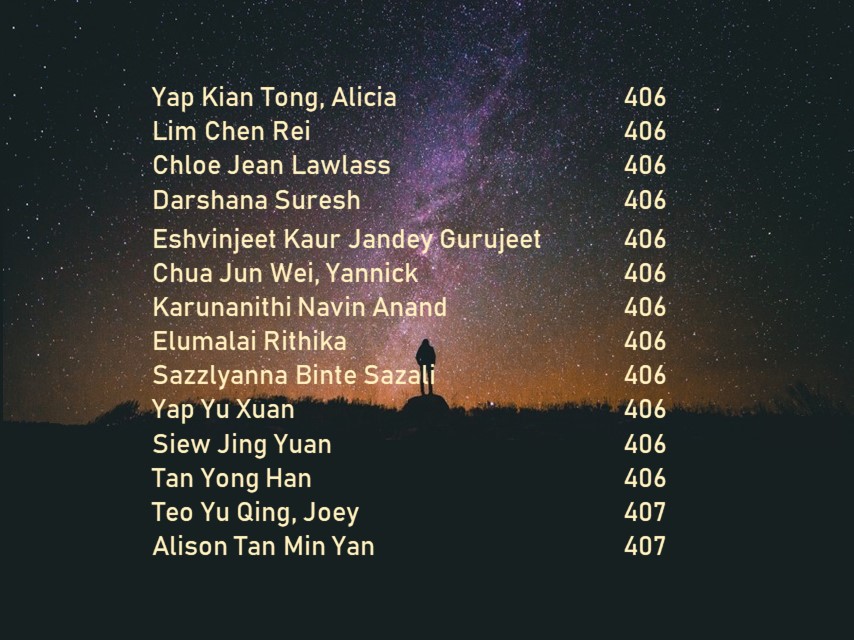 Yap Kian Tong, Alicia 406
Lim Chen Rei 406
Chloe Jean Lawlass 406
Darshana Suresh 406
Eshvinjeet Kaur Jandey Gurujeet 406
Chua Jun Wei, Yannick 406
Karunanithi Navin Anand 406
Elumalai Rithika 406
Sazzlyanna Binte Sazali 406
Yap Yu Xuan 406
Siew Jing Yuan 406
Tan Yong Han 406
Teo Yu Qing, Joey 407
Alison Tan Min Yan 407